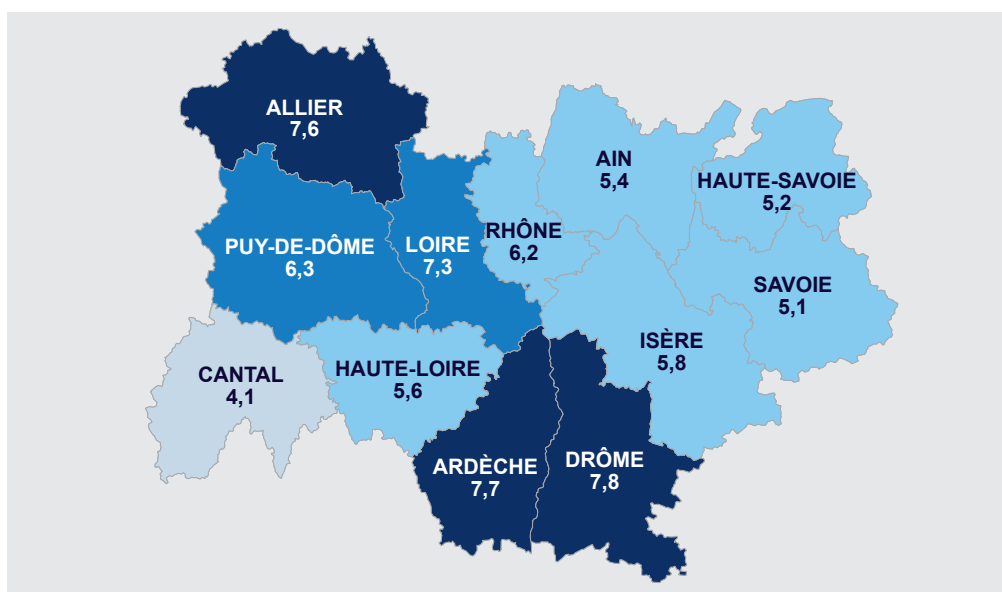 ALLIER
7,6
AIN
5,4
HAUTE-SAVOIE
5,2
RHÔNE
6,2
PUY-DE-DÔME
6,3
LOIRE
7,3
SAVOIE
5,1
ISÈRE
5,8
HAUTE-LOIRE
5,6
CANTAL
4,1
ARDÈCHE
7,7
DRÔME
7,8